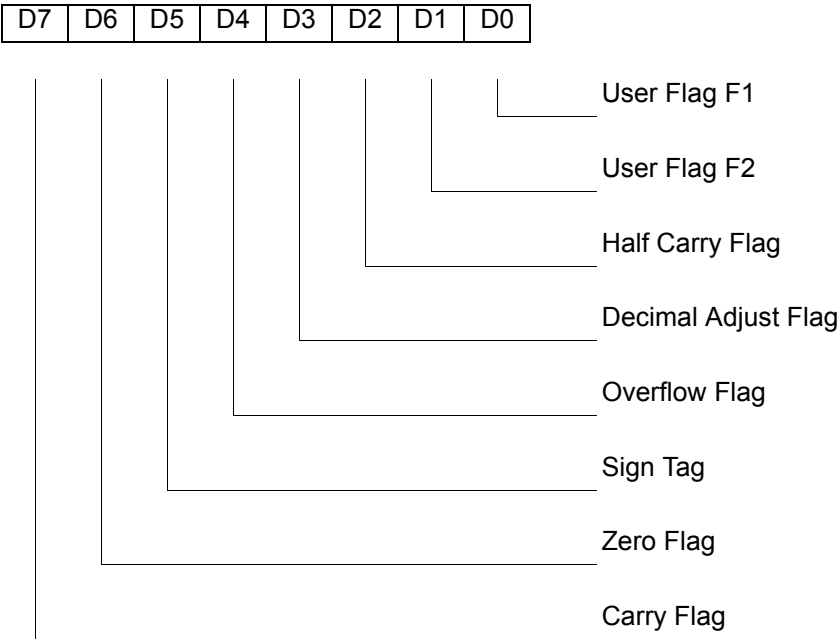 D7 D6 D5 D4 D3 D2 D1 D0
User Flag F1
User Flag F2
Half Carry Flag
Decimal Adjust Flag
Overflow Flag
Sign Tag
Zero Flag
Carry Flag